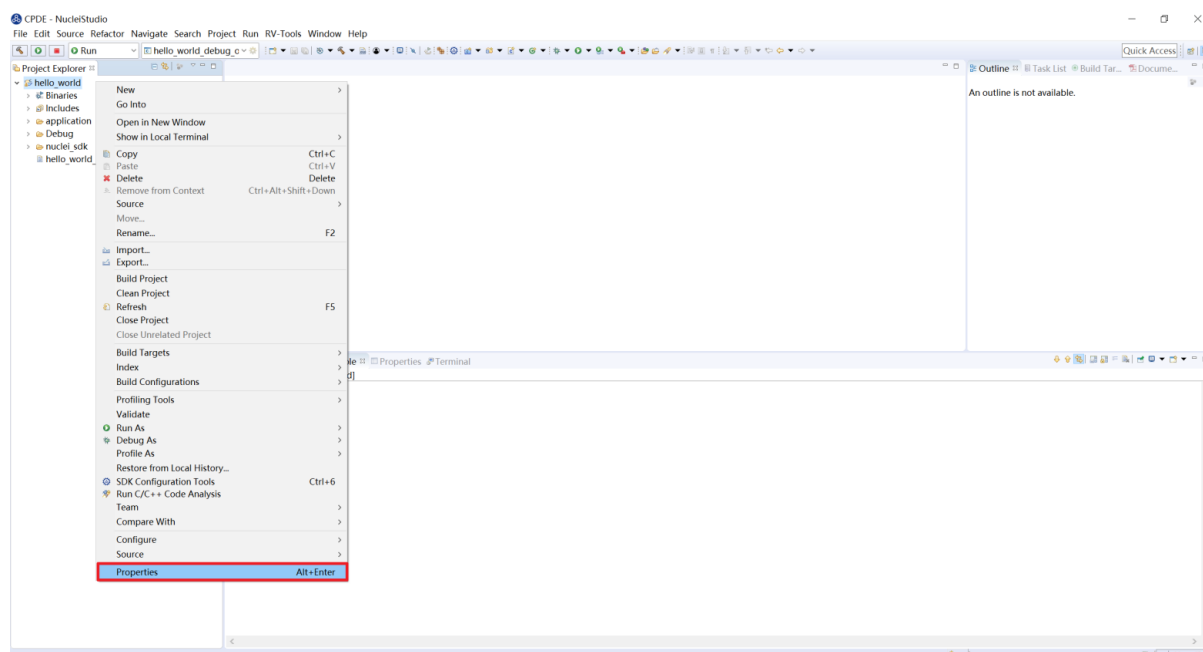 CPDE - NucleiStudio
File Edit Source Refactor Navigate Search Project Run RV-Tools Window Help
Run
hello_world_debug_o
Quick Access
Project Explorer
Outline Task List Build Tar... Docume...
An outline is not available.
hello_world
Binaries
Includes
application
Debug
nuclei_sdk
hello_world_
New
Go Into
Open in New Window
Show in Local Terminal
Copy Ctrl+C
Paste Ctrl+V
Delete Delete
Remove from Context Ctrl+Alt+Shift+Down
Source
Move...
Rename... F2
Import...
Export...
Build Project
Clean Project
Refresh F5
Close Project
Close Unrelated Project
Build Targets
Index
Build Configurations
Profiling Tools
Validate
Run As
Debug As
Profile As
Restore from Local History...
SDK Configuration Tools Ctrl+6
Run C/C++ Code Analysis
Team
Compare With
Configure
Source
Properties Alt+Enter
ole Properties Terminal
d]